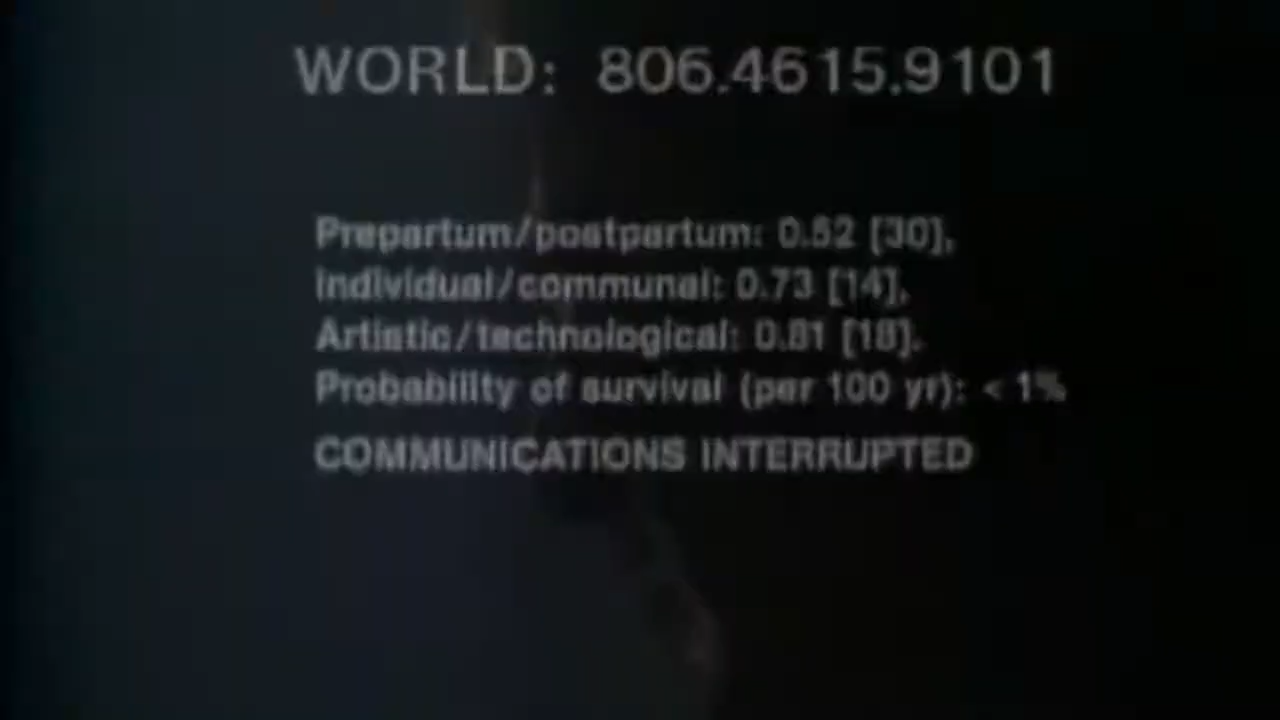 WORLD: 806.4615.9101
Prepartum/postpartum: 0.52 [30],
Individual/communal: 0.73 [14],
Artistic/technological: 0.81 [18].
Probability of survival (per 100 yr): < 1%
COMMUNICATIONS INTERRUPTED